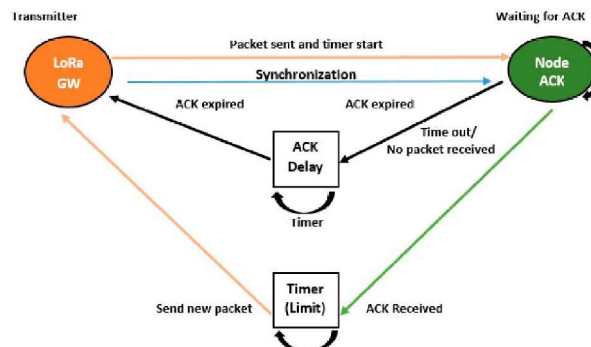 Transmitter
Waiting for ACK
Packet sent and timer start
LoRa
GW
Node
ACK
Synchronization
ACK expired
ACK expired
Time out/
No packet received
ACK
Delay
Timer
Timer
(Limit)
Send new packet
ACK Received